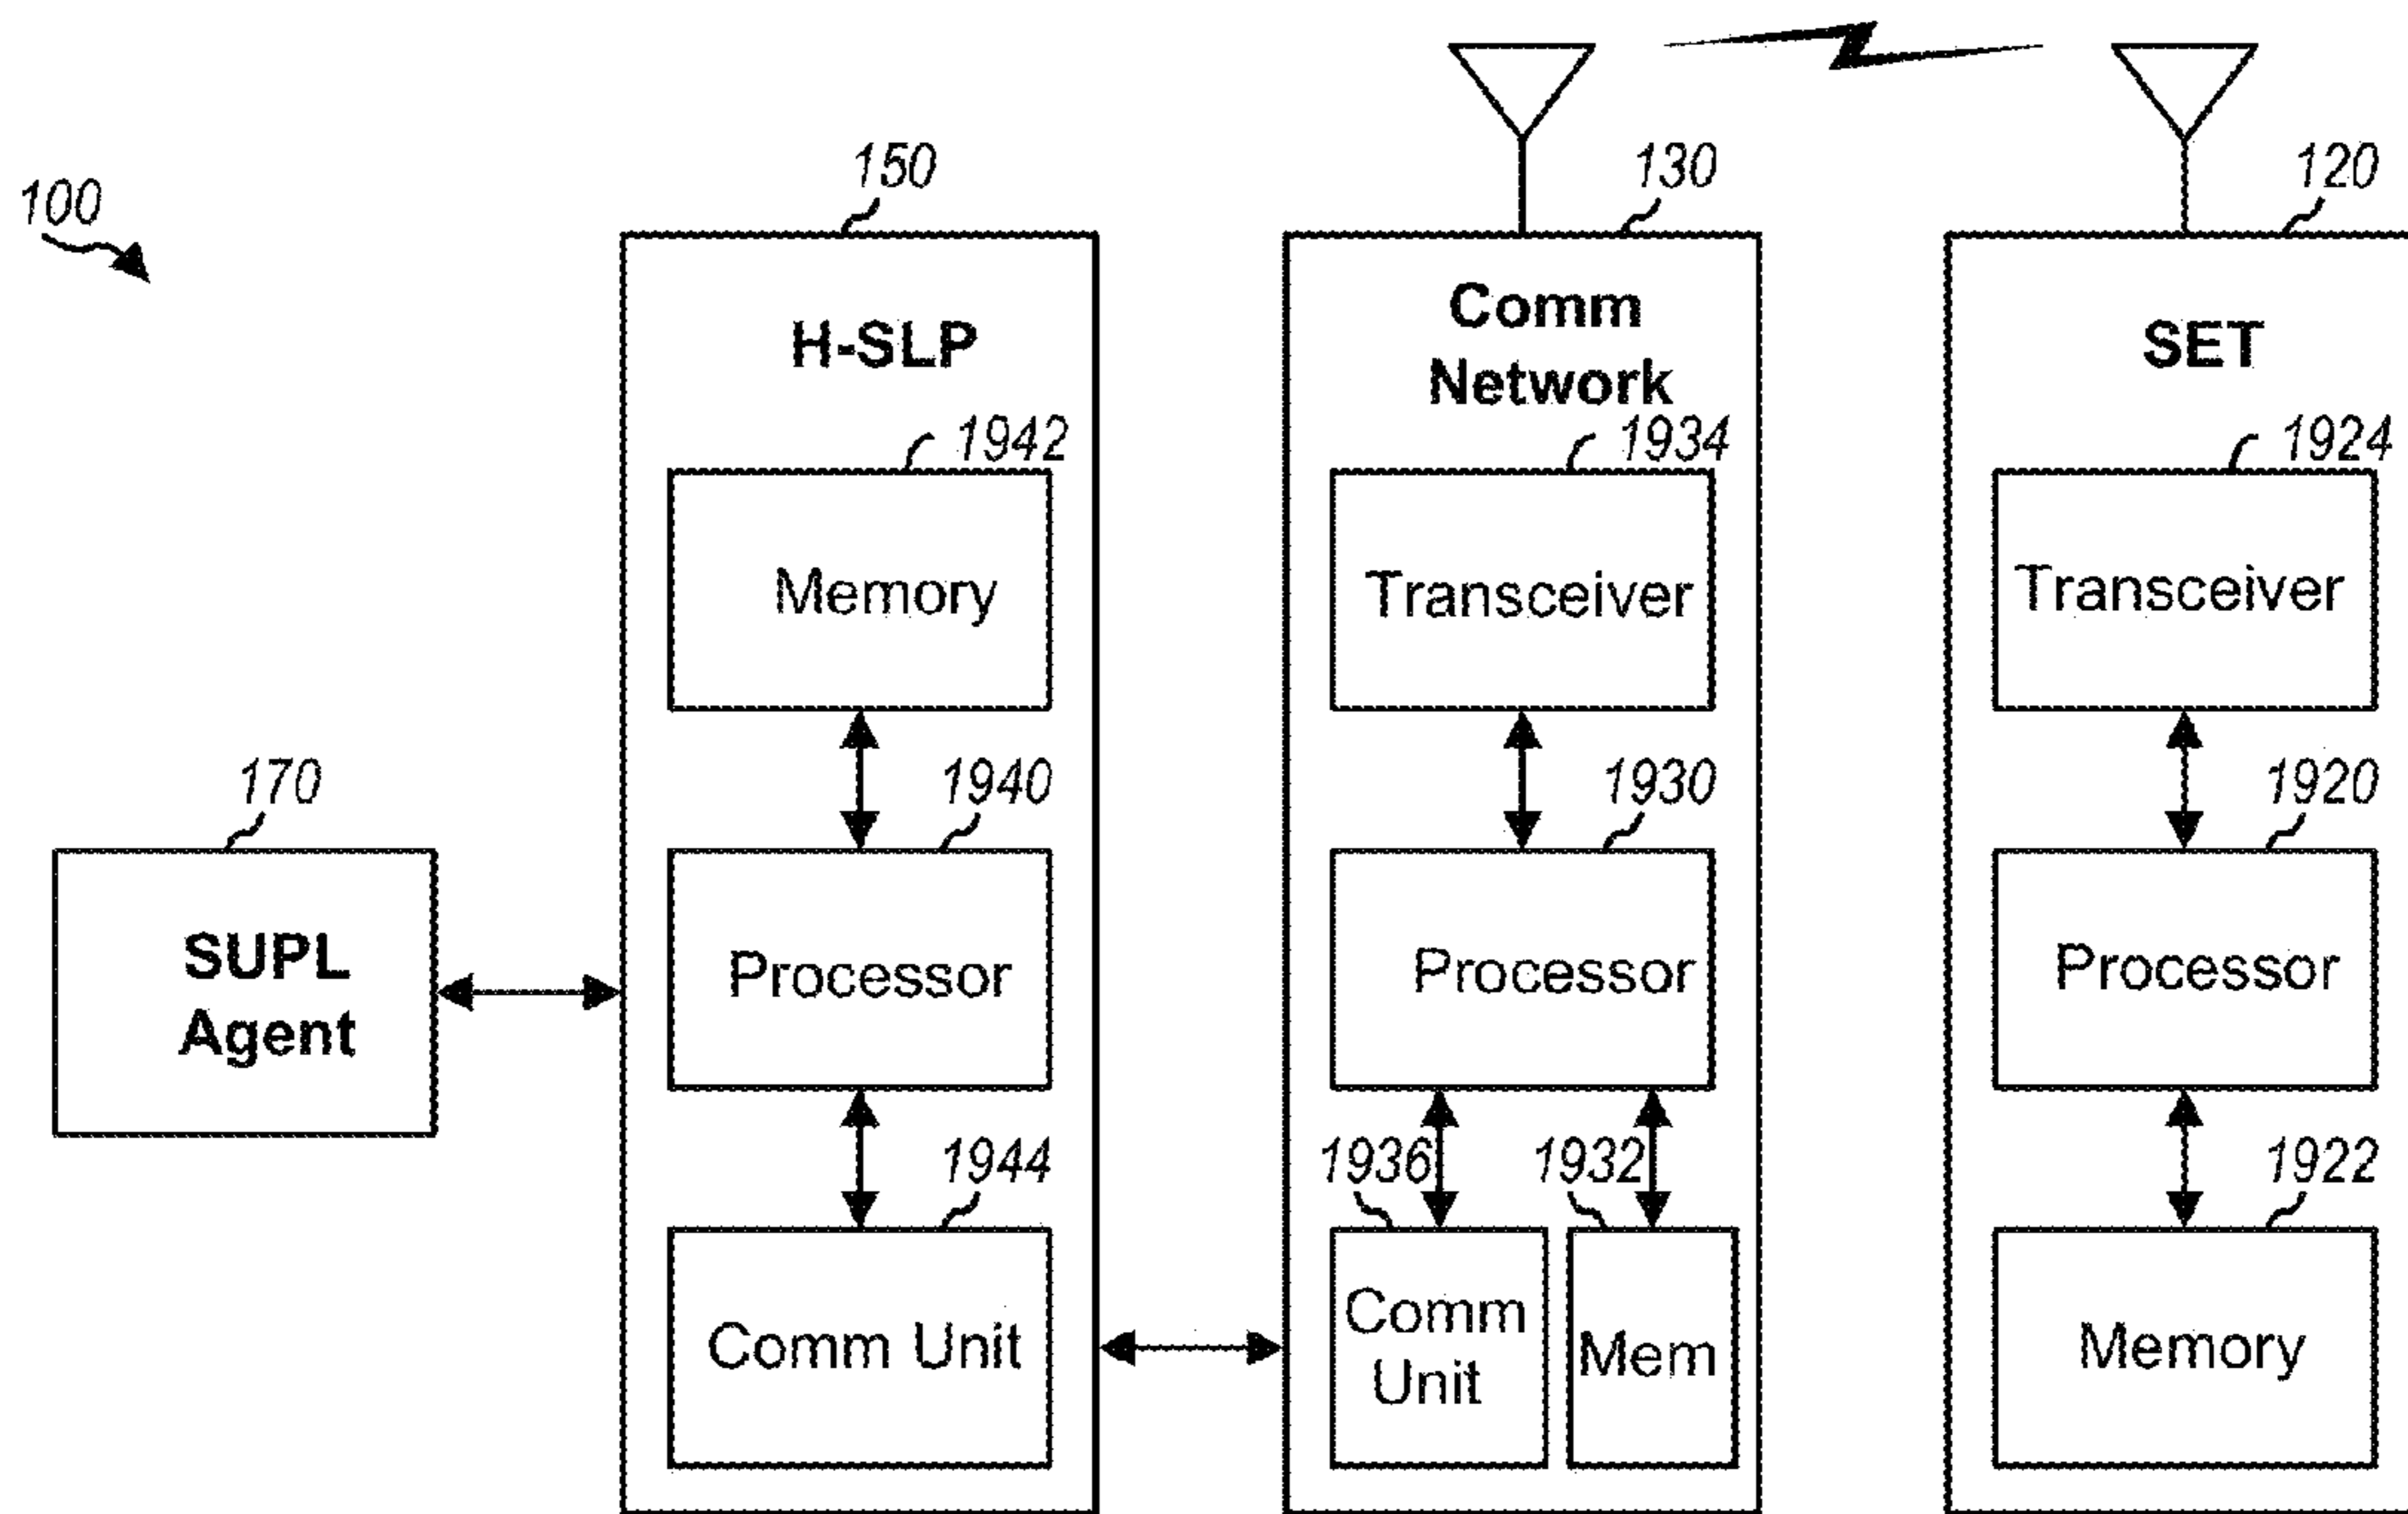 100
150
130
120
H-SLP
Comm
Network
SET
1942
1934
1924
Memory
Transceiver
Transceiver
170
1940
1930
1920
SUPL
Agent
Processor
Processor
Processor
1944
1936
1932
1922
Comm Unit
Comm
Unit
Mem
Memory